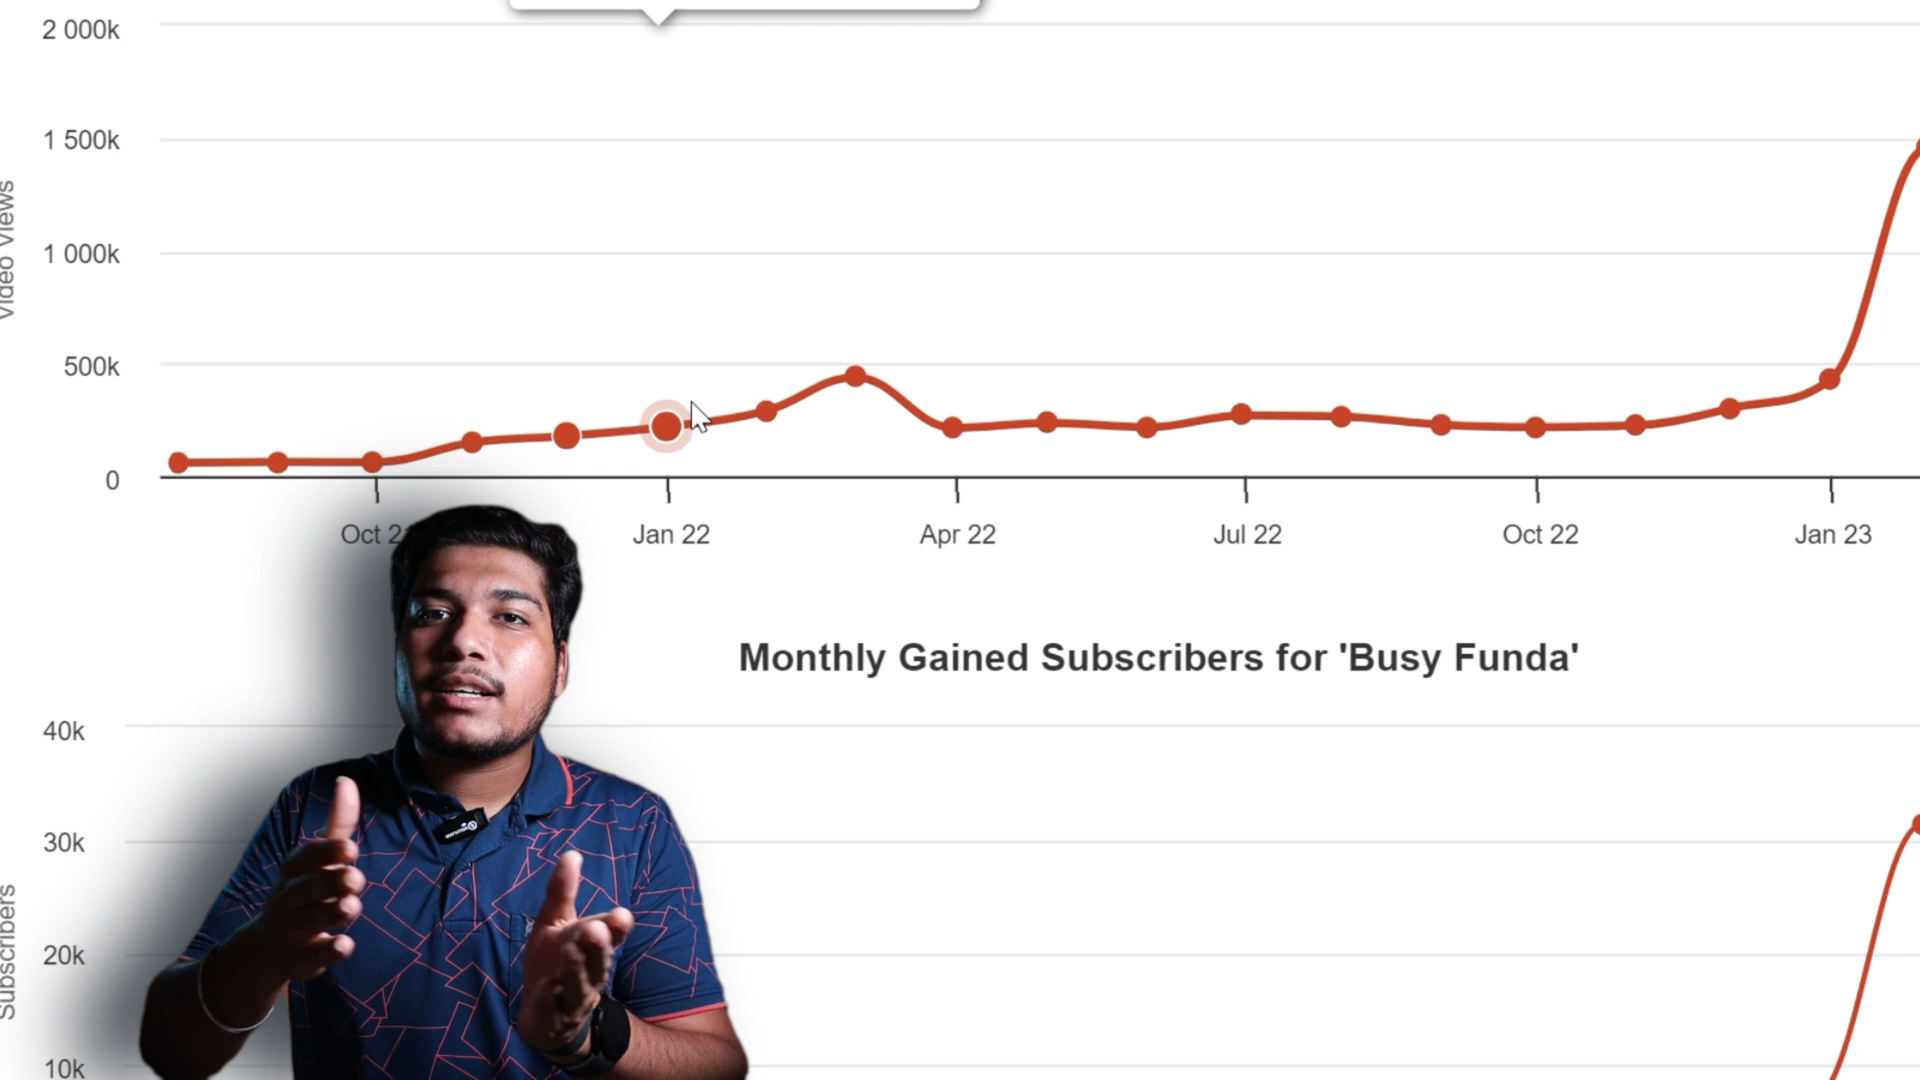 2 000k
1 500k
1 000k
500k
0
Video Views
Oct 2
Jan 22
Apr 22
Jul 22
Oct 22
Jan 23
Monthly Gained Subscribers for 'Busy Funda'
40k
30k
20k
10k
Subscribers